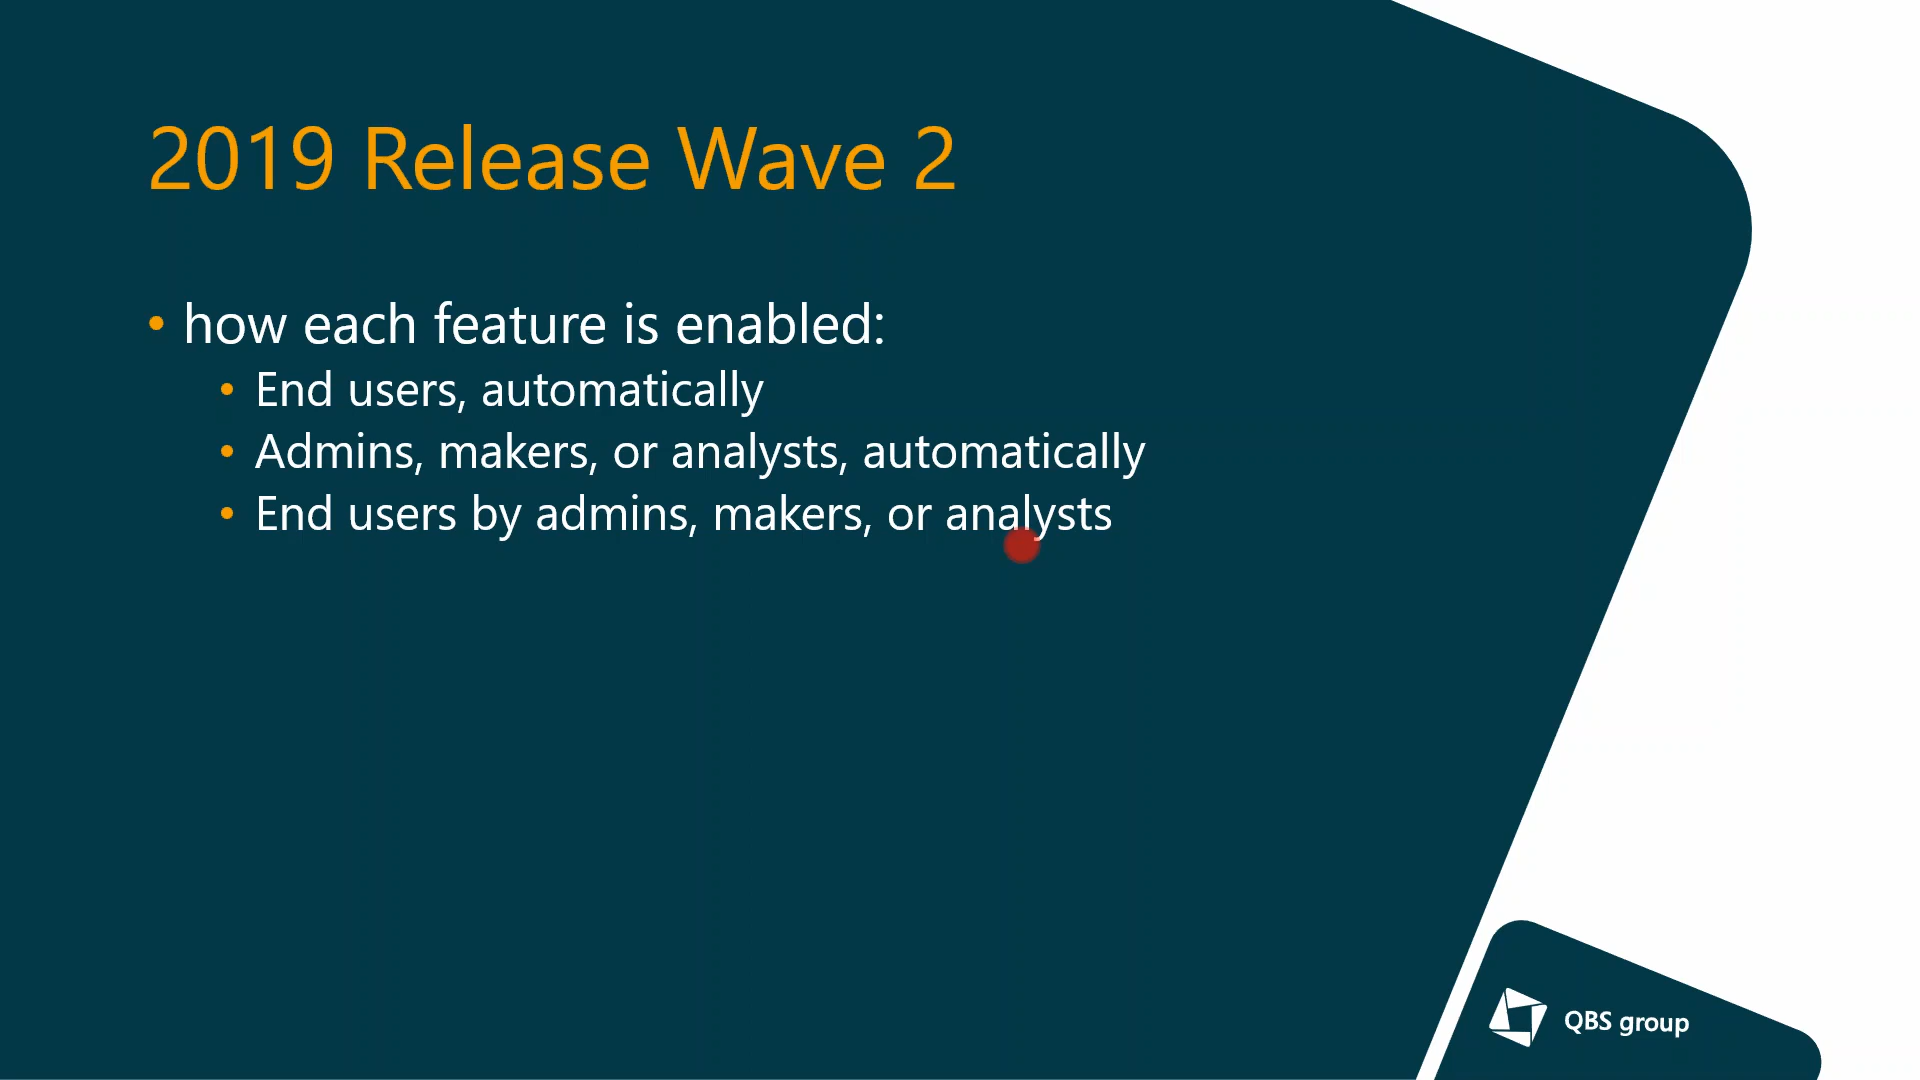 2019 Release Wave 2
• how each feature is enabled:
• End users, automatically
• Admins, makers, or analysts, automatically
• End users by admins, makers, or analysts
QBS group